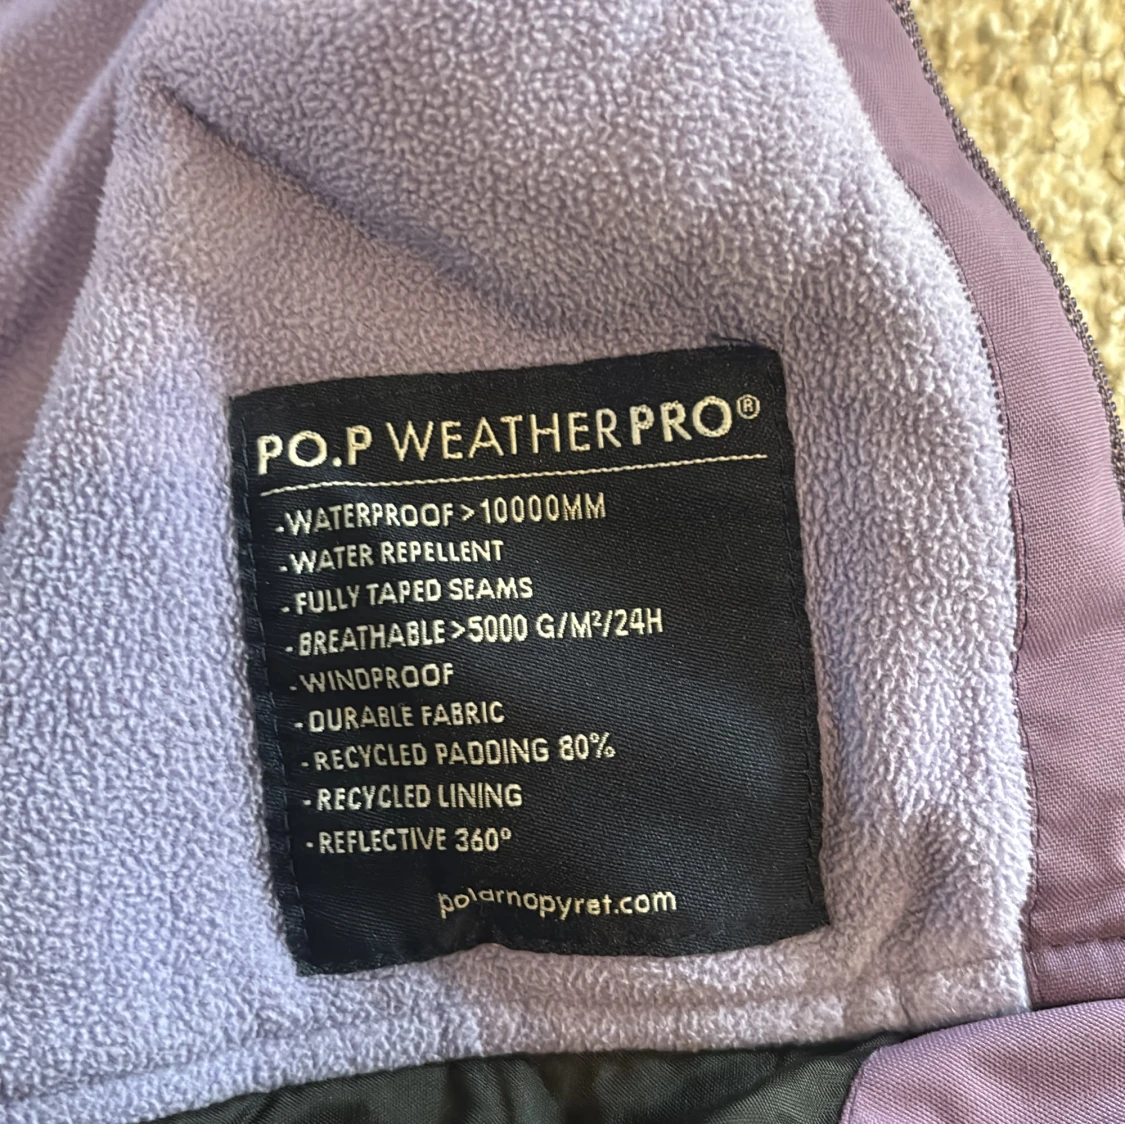 PO.P WEATHERPRO®
-WATERPROOF >10000MM
-WATER REPELLENT
-FULLY TAPED SEAMS
-BREATHABLE >5000 G/M²/24H
-WINDPROOF
-DURABLE FABRIC
-RECYCLED PADDING 80%
-RECYCLED LINING
-REFLECTIVE 360°
polarnopyret.com